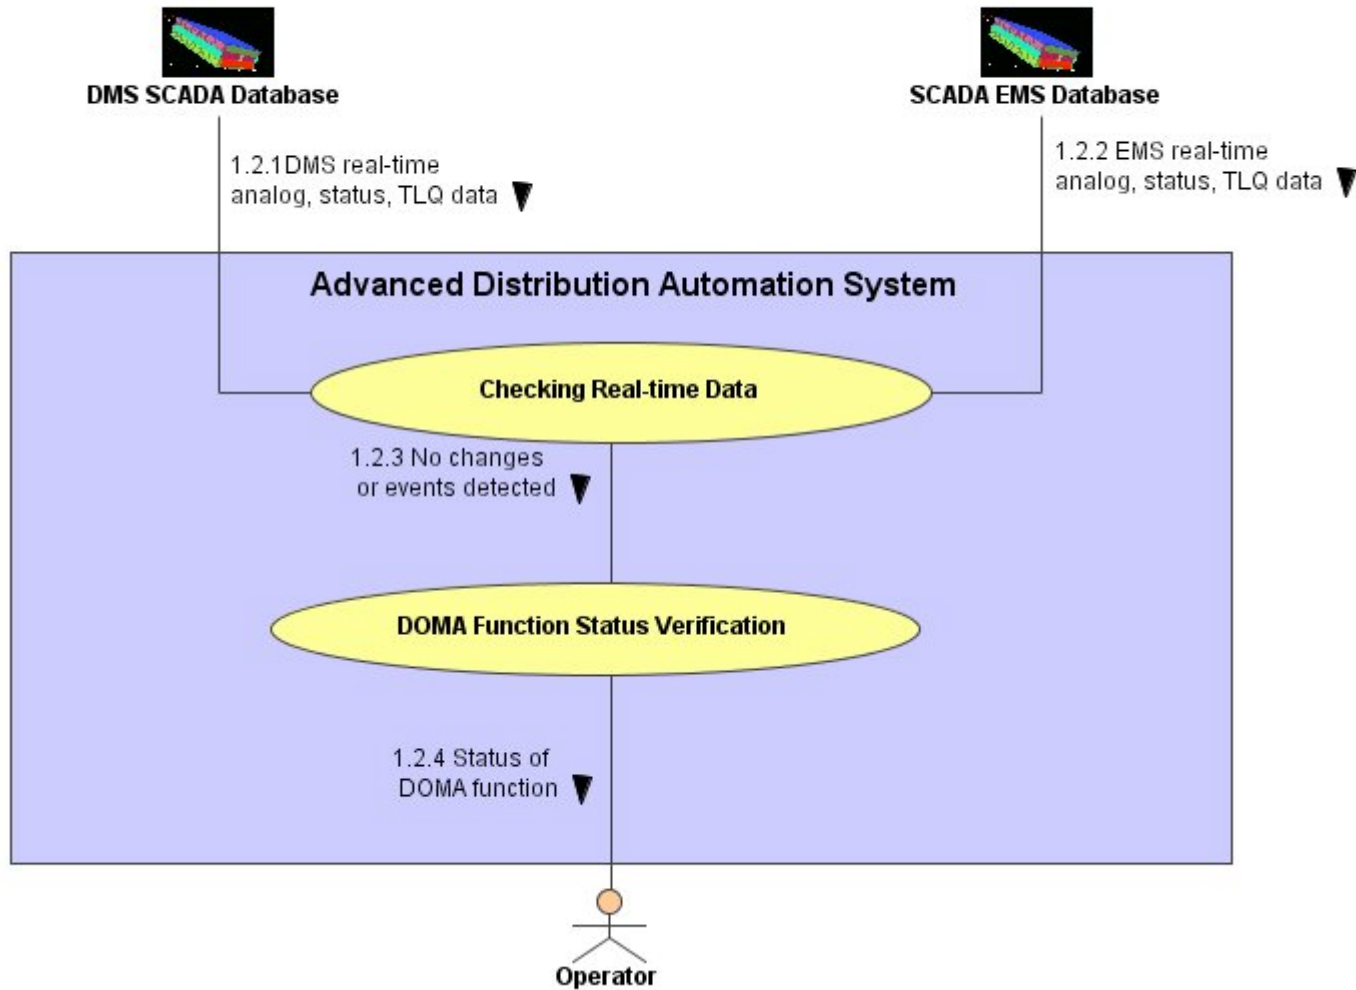 DMS SCADA Database
SCADA EMS Database
1.2.1DMS real-time
analog, status, TLQ data
1.2.2 EMS real-time
analog, status, TLQ data
Advanced Distribution Automation System
Checking Real-time Data
1.2.3 No changes
or events detected
DOMA Function Status Verification
1.2.4 Status of
DOMA function
Operator